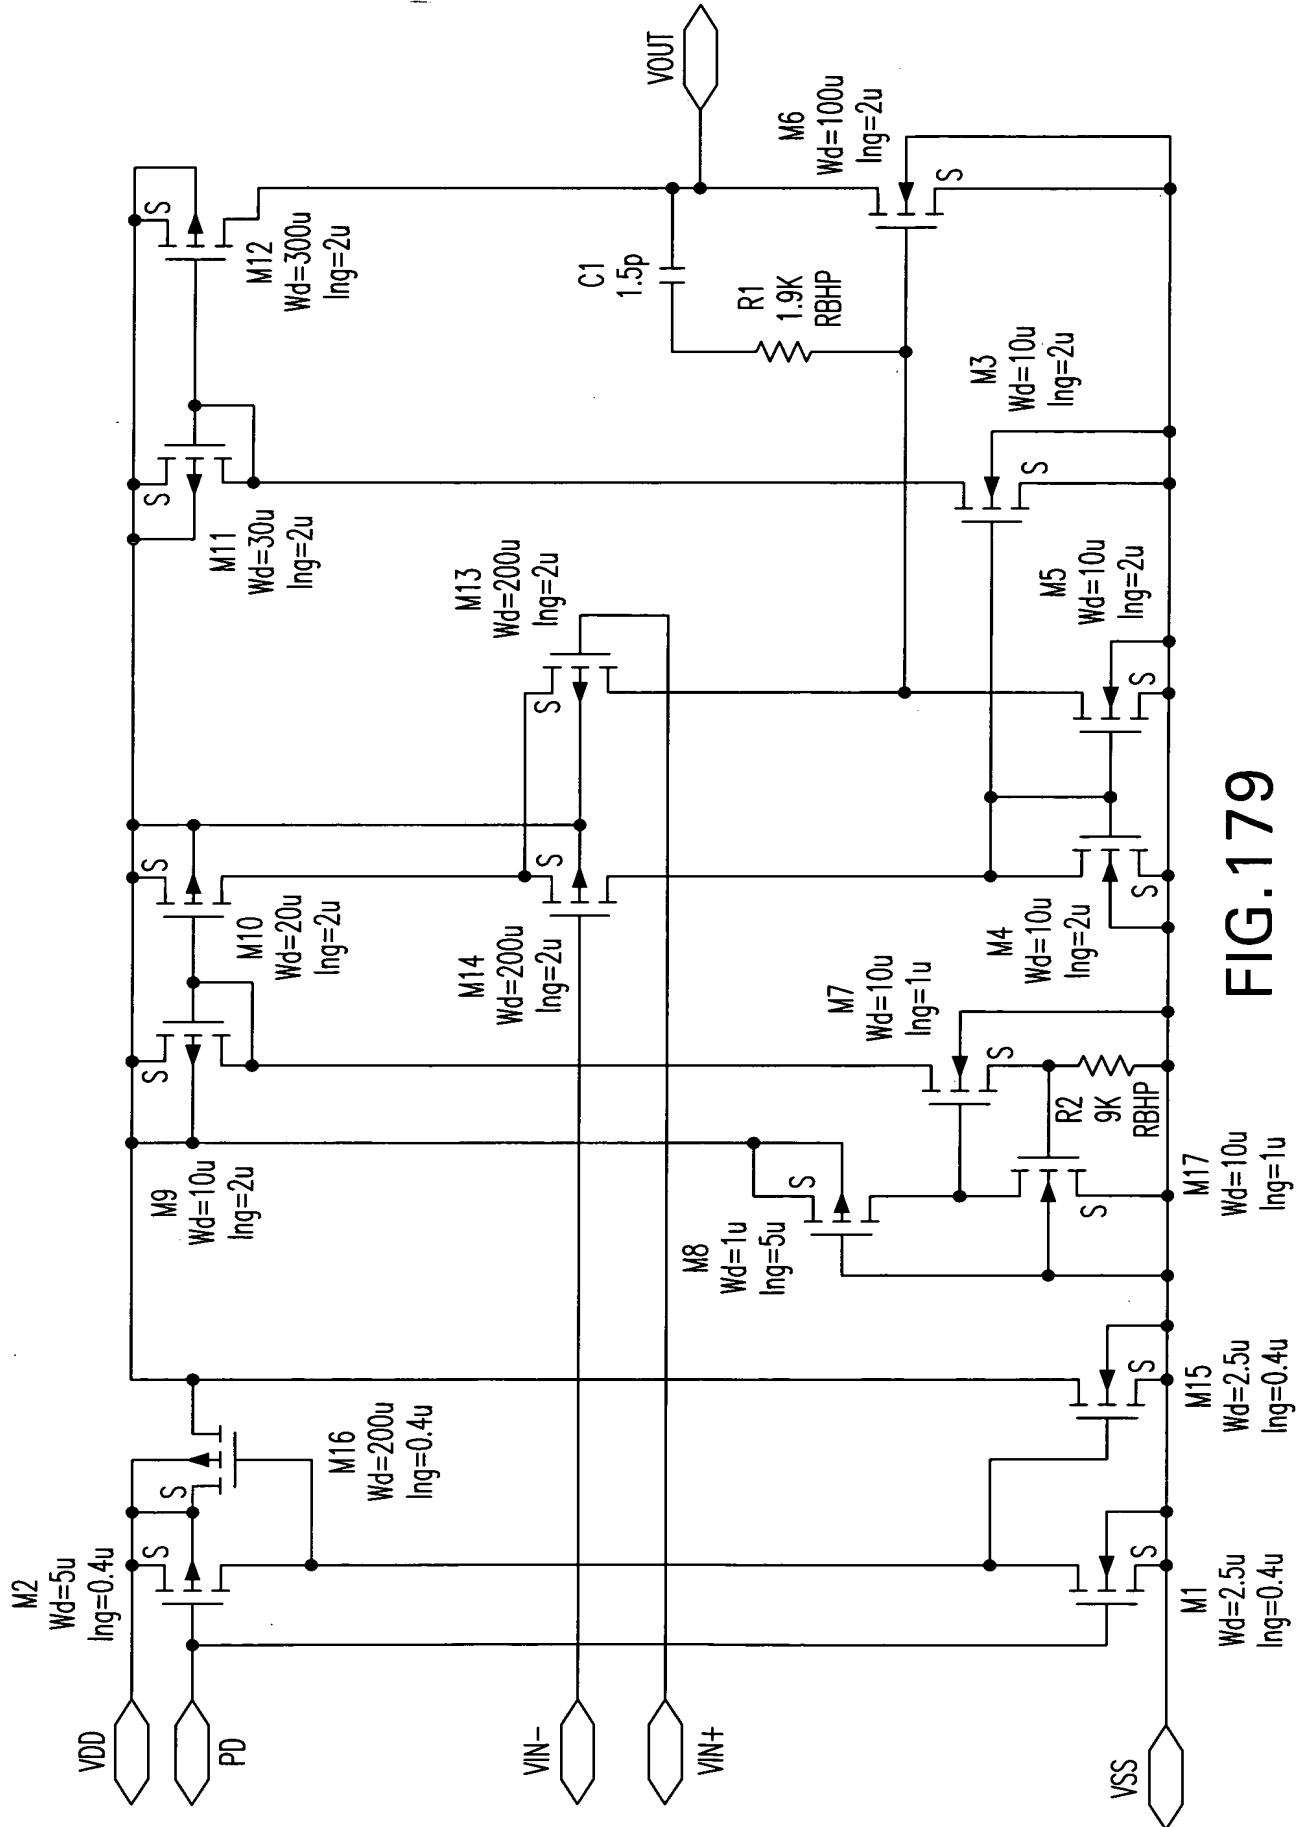 VDD
PD
VIN-
VIN+
VSS
M2
Wd=5u
lng=0.4u
S
S
M16
Wd=200u
lng=0.4u
M1
Wd=2.5u
lng=0.4u
S
M15
Wd=2.5u
lng=0.4u
S
M9
Wd=10u
lng=2u
S
M10
Wd=20u
lng=2u
S
M8
Wd=1u
lng=5u
S
M7
Wd=10u
lng=1u
S
R2
9K
RBHP
M17
Wd=10u
lng=1u
S
M14
Wd=200u
lng=2u
S
M13
Wd=200u
lng=2u
S
M4
Wd=10u
lng=2u
S
M5
Wd=10u
lng=2u
S
M11
Wd=30u
lng=2u
S
M12
Wd=300u
lng=2u
S
C1
1.5p
R1
1.9K
RBHP
M3
Wd=10u
lng=2u
S
M6
Wd=100u
lng=2u
S
VOUT
FIG.179